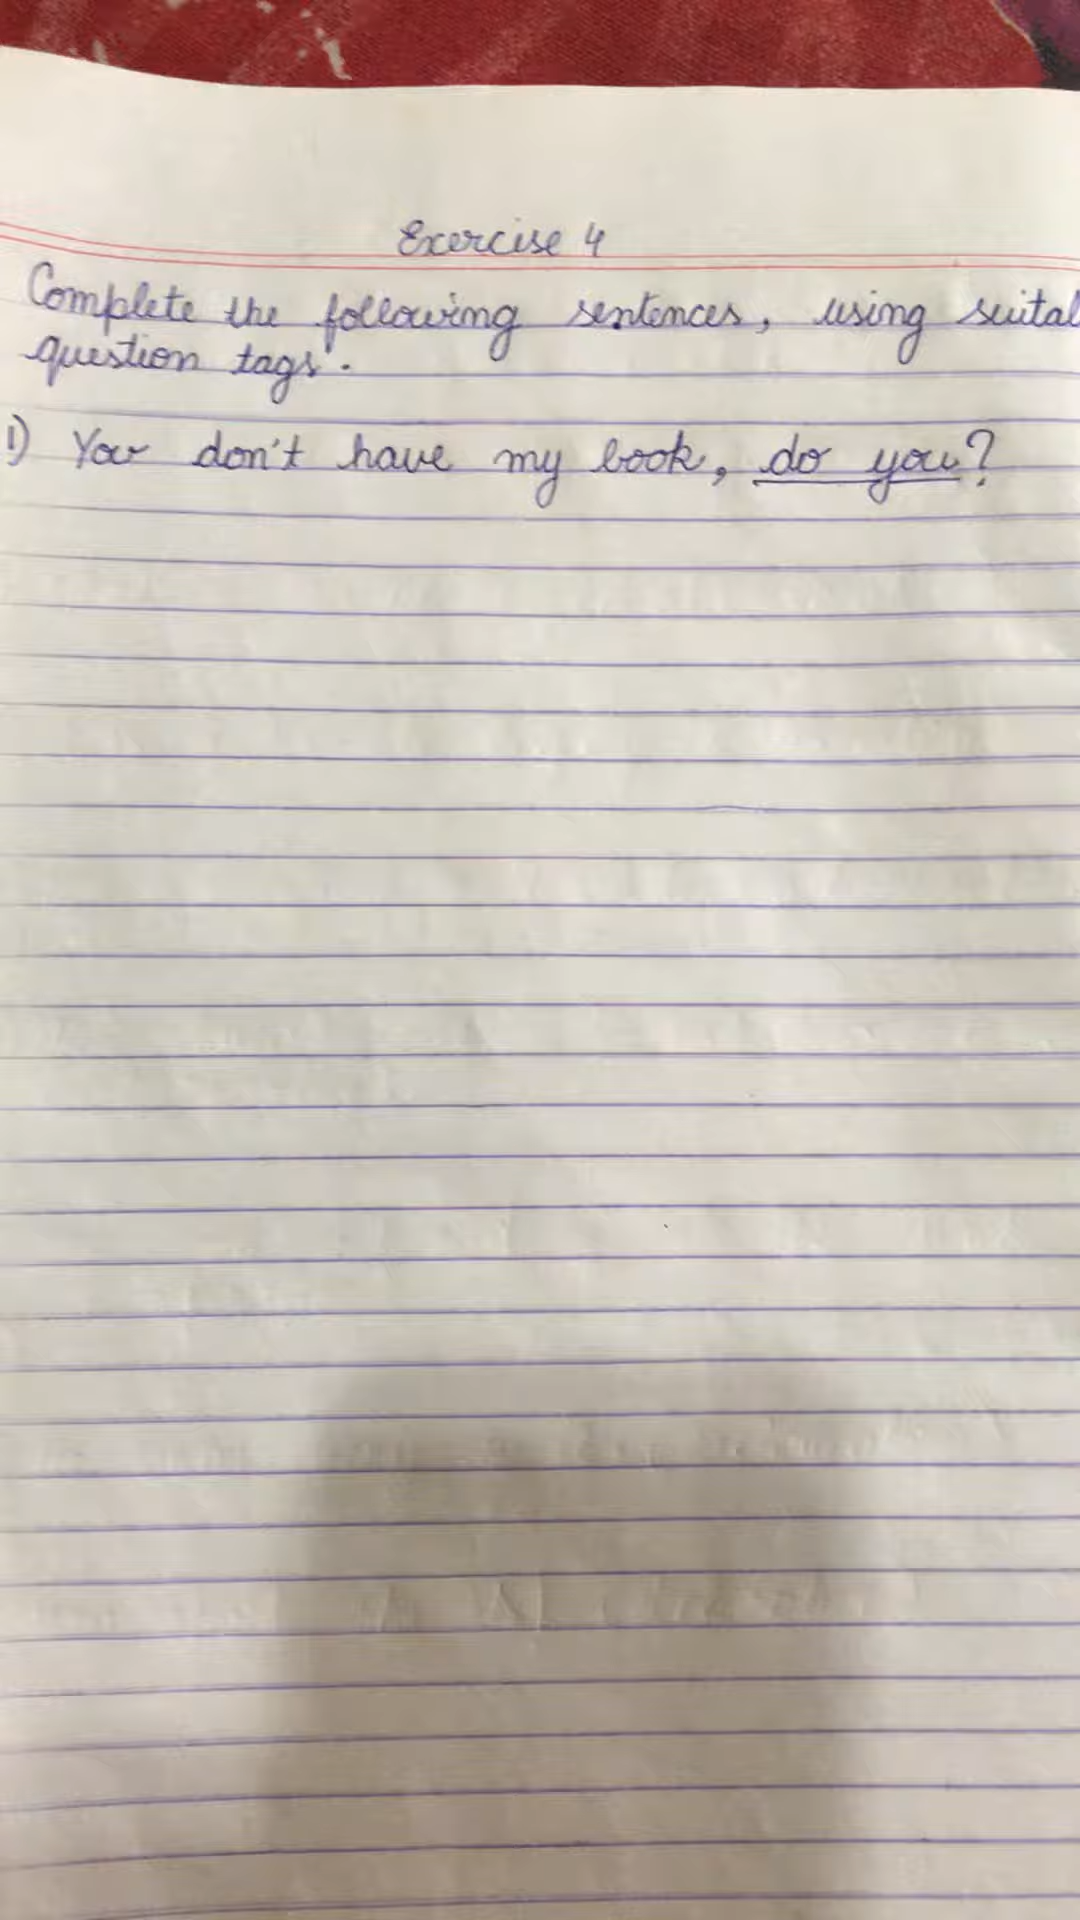 Exercise 4
Complete the following sentences, using suital
question tags.
1) You don't have my book, do you?